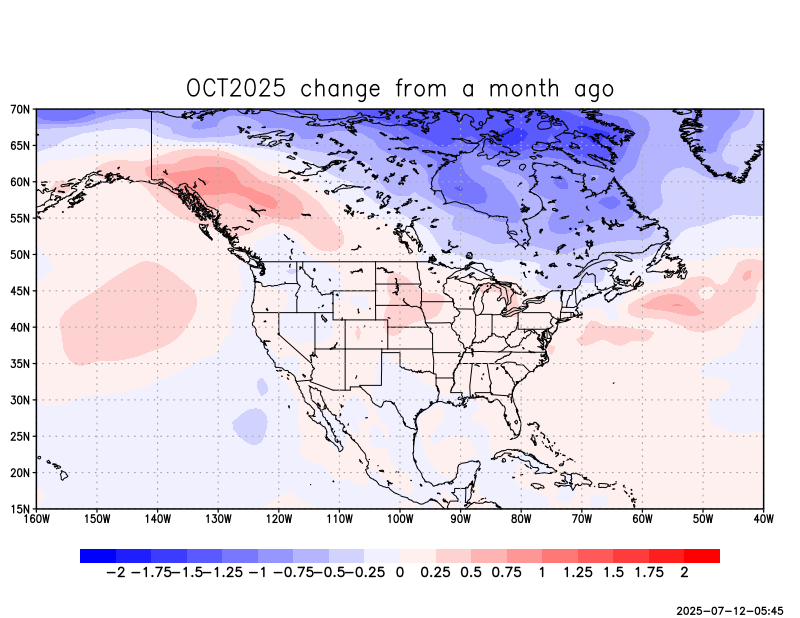 OCT2025 change from a month ago
70N
65N
60N
55N
50N
45N
40N
35N
30N
25N
20N
15N
160W 150W 140W 130W 120W 110W 100W 90W 80W 70W 60W 50W 40W
−2 −1.75 −1.5 −1.25 −1 −0.75 −0.5 −0.25 0 0.25 0.5 0.75 1 1.25 1.5 1.75 2
2025-07-12-05:45